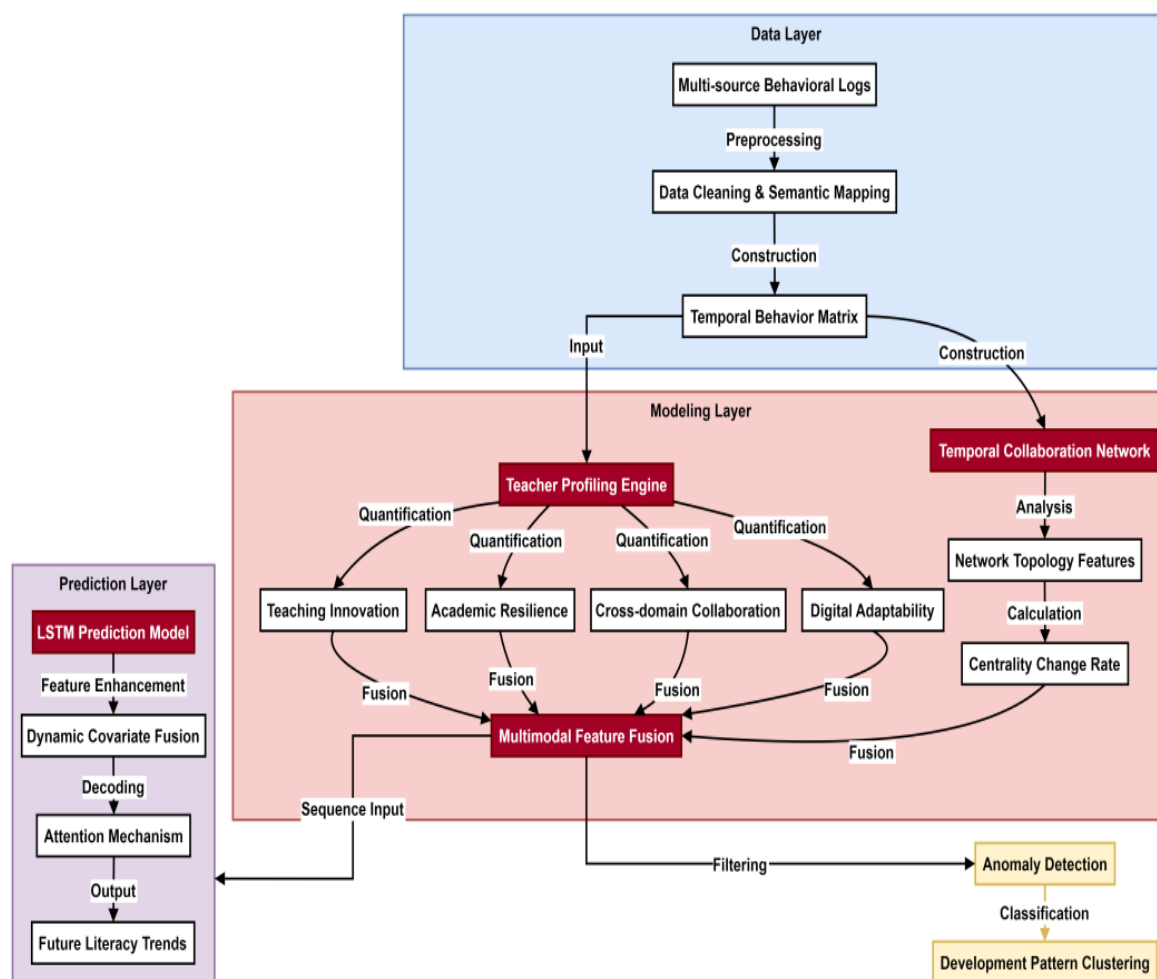 Data Layer
Multi-source Behavioral Logs
Preprocessing
Data Cleaning & Semantic Mapping
Construction
Temporal Behavior Matrix
Input
Construction
Modeling Layer
Temporal Collaboration Network
Teacher Profiling Engine
Analysis
Quantification
Quantification
Quantification
Quantification
Network Topology Features
Teaching Innovation
Academic Resilience
Cross-domain Collaboration
Digital Adaptability
Calculation
Centrality Change Rate
Fusion
Fusion
Fusion
Fusion
Fusion
Multimodal Feature Fusion
Prediction Layer
LSTM Prediction Model
Feature Enhancement
Dynamic Covariate Fusion
Decoding
Attention Mechanism
Output
Future Literacy Trends
Sequence Input
Filtering
Anomaly Detection
Classification
Development Pattern Clustering